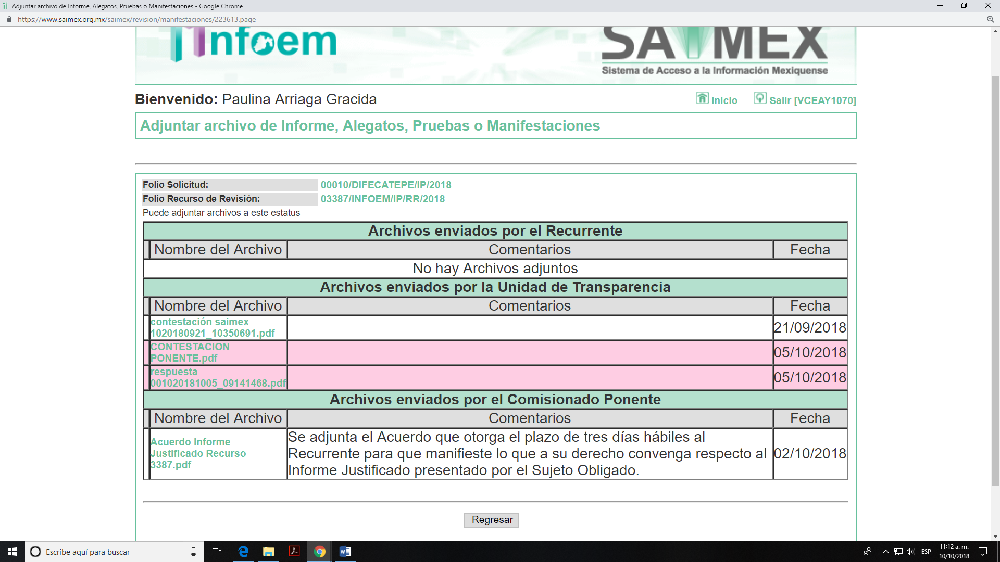 Adjuntar archivo de Informe, Alegatos, Pruebas o Manifestaciones - Google Chrome
https://www.saimex.org.mx/saimex/revision/manifestaciones/223613.page
infoem
SAIMEX
Sistema de Acceso a la Información Mexiquense
Bienvenido: Paulina Arriaga Gracida
Inicio
Salir [VCEAY1070]
Adjuntar archivo de Informe, Alegatos, Pruebas o Manifestaciones
Folio Solicitud: 00010/DIFECATEPE/IP/2018
Folio Recurso de Revisión: 03387/INFOEM/IP/RR/2018
Puede adjuntar archivos a este estatus
Archivos enviados por el Recurrente
Nombre del Archivo Comentarios Fecha
No hay Archivos adjuntos
Archivos enviados por la Unidad de Transparencia
Nombre del Archivo Comentarios Fecha
contestación saimex
1020180921_10350691.pdf
21/09/2018
CONTESTACION
PONENTE.pdf
05/10/2018
respuesta
001020181005_09141468.pdf
05/10/2018
Archivos enviados por el Comisionado Ponente
Nombre del Archivo Comentarios Fecha
Acuerdo Informe
Justificado Recurso
3387.pdf
Se adjunta el Acuerdo que otorga el plazo de tres días hábiles al
Recurrente para que manifieste lo que a su derecho convenga respecto al
Informe Justificado presentado por el Sujeto Obligado.
02/10/2018
Regresar
Escribe aquí para buscar
ESP
11:12 a. m.
10/10/2018